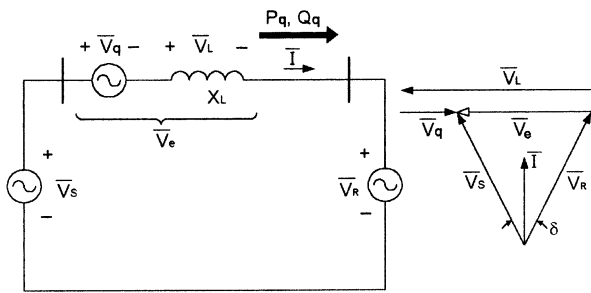 Pq, Qq
+ V̅q − + V̅L − I̅
XL
V̅e
+ V̅S −
+ V̅R −
V̅L
V̅q V̅e
V̅S I̅ V̅R
δ